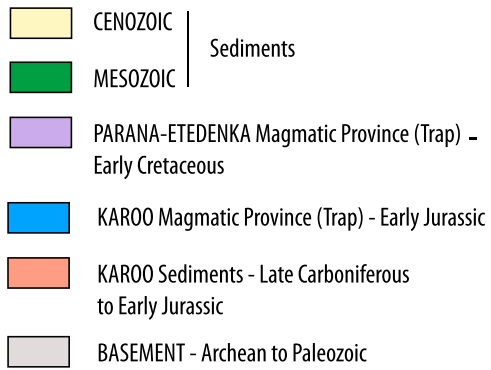 CENOZOIC
Sediments
MESOZOIC
PARANA-ETEDENKA Magmatic Province (Trap) -
Early Cretaceous
KAROO Magmatic Province (Trap) - Early Jurassic
KAROO Sediments - Late Carboniferous
to Early Jurassic
BASEMENT - Archean to Paleozoic